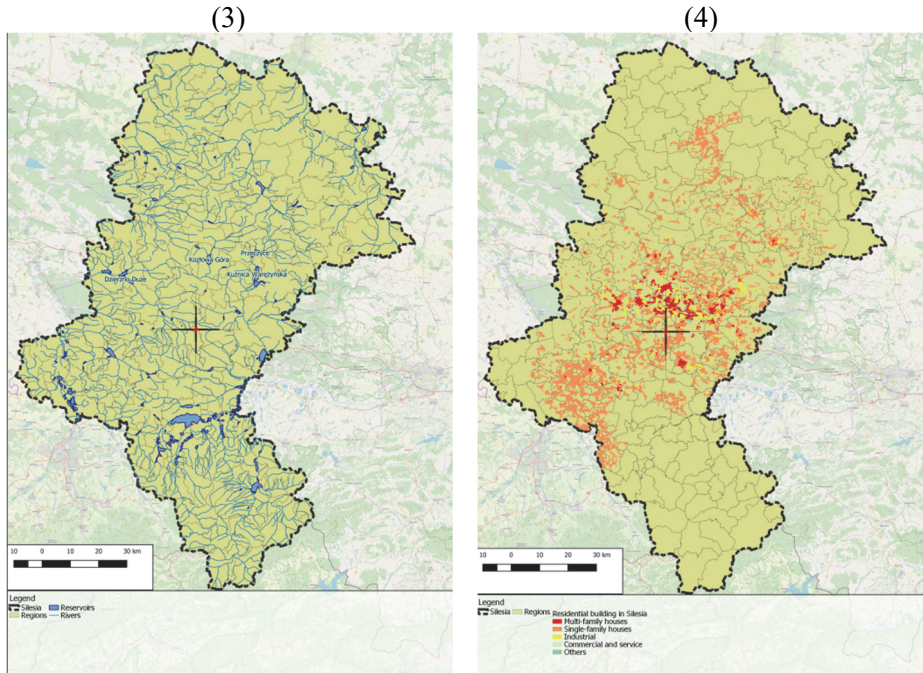 (3)
(4)
Kozłowa Góra
Przeczyce
Kuźnica Warężyńska
Dzierżno Duże
10 0 10 20 30 km
10 0 10 20 30 km
Legend
Silesia
Reservoirs
Regions
Rivers
Legend
Silesia
Regions
Residential building in Silesia
Multi-family houses
Single-family houses
Industrial
Commercial and service
Others